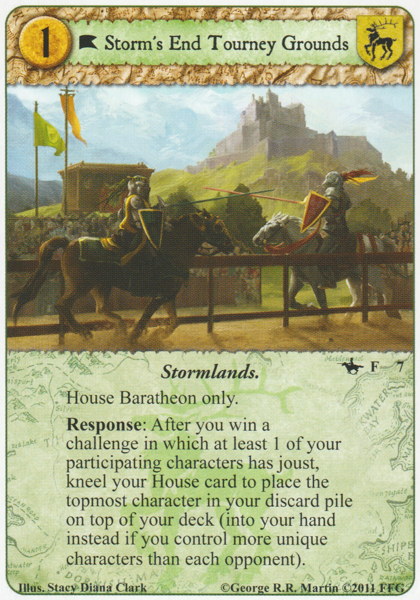 1 Storm's End Tourney Grounds
Stormlands.
F 7
House Baratheon only.
Response: After you win a
challenge in which at least 1 of your
participating characters has joust,
kneel your House card to place the
topmost character in your discard pile
on top of your deck (into your hand
instead if you control more unique
characters than each opponent).
Illus. Stacy Diana Clark ©George R.R. Martin ©2011 FFG